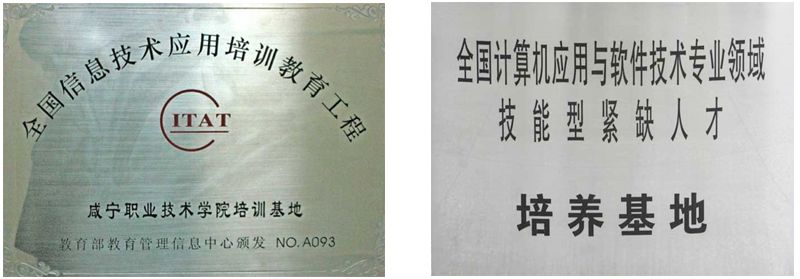 全国信息技术应用培训教育工程
ITAT
咸宁职业技术学院培训基地
教育部教育管理信息中心颁发 NO.A093
全国计算机应用与软件技术专业领域
技能型紧缺人才
培养基地